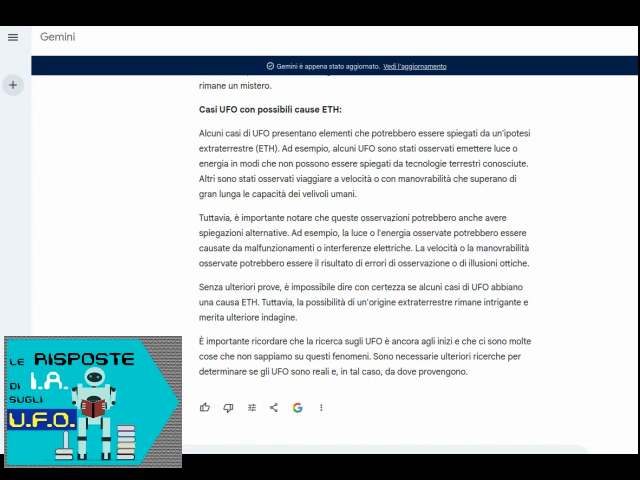 Gemini
Gemini è appena stato aggiornato. Vedi l'aggiornamento
rimane un mistero.
Casi UFO con possibili cause ETH:
Alcuni casi di UFO presentano elementi che potrebbero essere spiegati da un'ipotesi
extraterrestre (ETH). Ad esempio, alcuni UFO sono stati osservati emettere luce o
energia in modi che non possono essere spiegati da tecnologie terrestri conosciute.
Altri sono stati osservati viaggiare a velocità o con manovrabilità che superano di
gran lunga le capacità dei velivoli umani.
Tuttavia, è importante notare che queste osservazioni potrebbero anche avere
spiegazioni alternative. Ad esempio, la luce o l'energia osservate potrebbero essere
causate da malfunzionamenti o interferenze elettriche. La velocità o la manovrabilità
osservate potrebbero essere il risultato di errori di osservazione o di illusioni ottiche.
Senza ulteriori prove, è impossibile dire con certezza se alcuni casi di UFO abbiano
una causa ETH. Tuttavia, la possibilità di un'origine extraterrestre rimane intrigante e
merita ulteriore indagine.
È importante ricordare che la ricerca sugli UFO è ancora agli inizi e che ci sono molte
cose che non sappiamo su questi fenomeni. Sono necessarie ulteriori ricerche per
determinare se gli UFO sono reali e, in tal caso, da dove provengono.
LE RISPOSTE
DI I.A.
SUGLI
U.F.O.